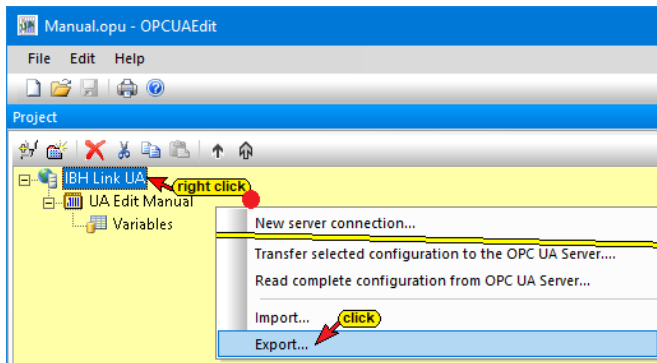 Manual.opu - OPCUAEdit
File Edit Help
Project
IBH Link UA
right click
UA Edit Manual
Variables
New server connection...
Transfer selected configuration to the OPC UA Server....
Read complete configuration from OPC UA Server...
Import...
click
Export...